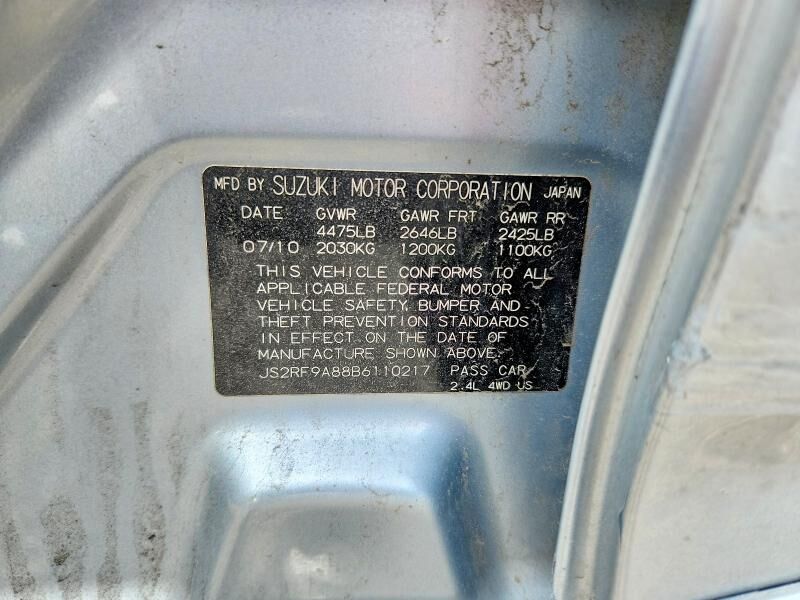 MFD BY SUZUKI MOTOR CORPORATION JAPAN
DATE GVWR GAWR FRT GAWR RR
4475LB 2646LB 2425LB
07/10 2030KG 1200KG 1100KG
THIS VEHICLE CONFORMS TO ALL
APPLICABLE FEDERAL MOTOR
VEHICLE SAFETY, BUMPER AND
THEFT PREVENTION STANDARDS
IN EFFECT ON THE DATE OF
MANUFACTURE SHOWN ABOVE.
JS2RF9A88B6110217 PASS CAR
2.4L 4WD US